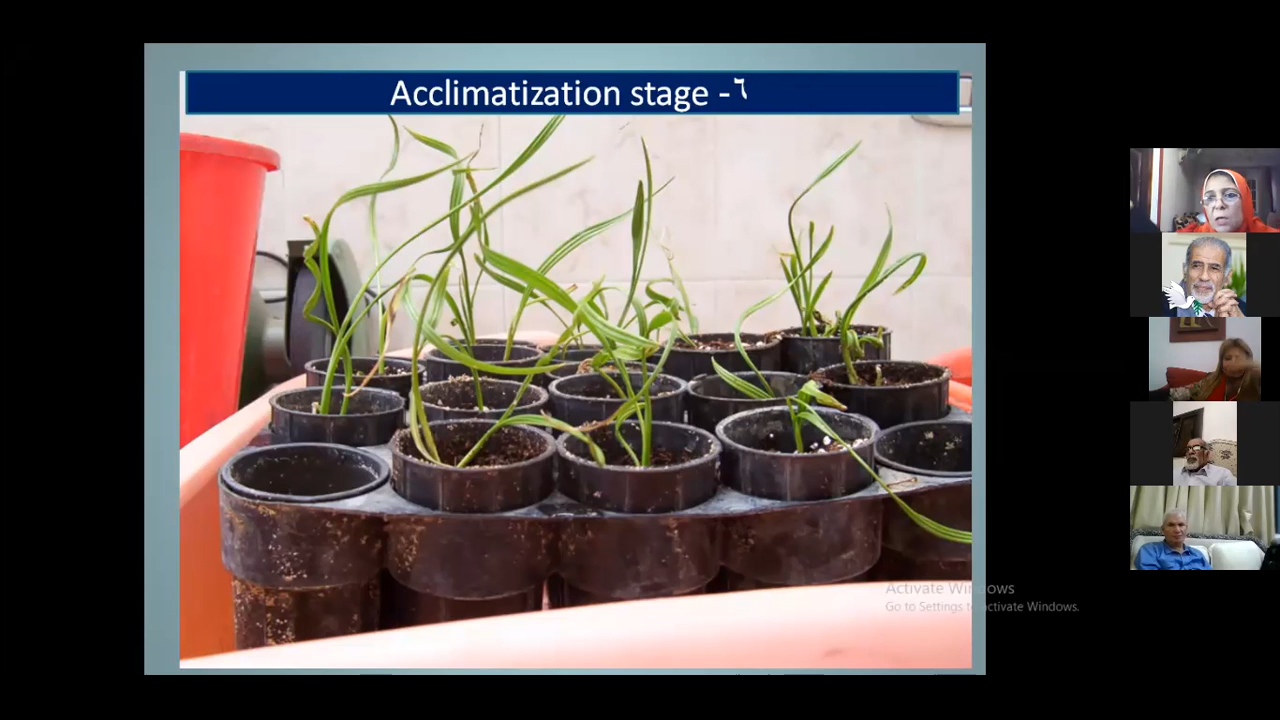 Acclimatization stage -٦
Activate Windows
Go to Settings to activate Windows.